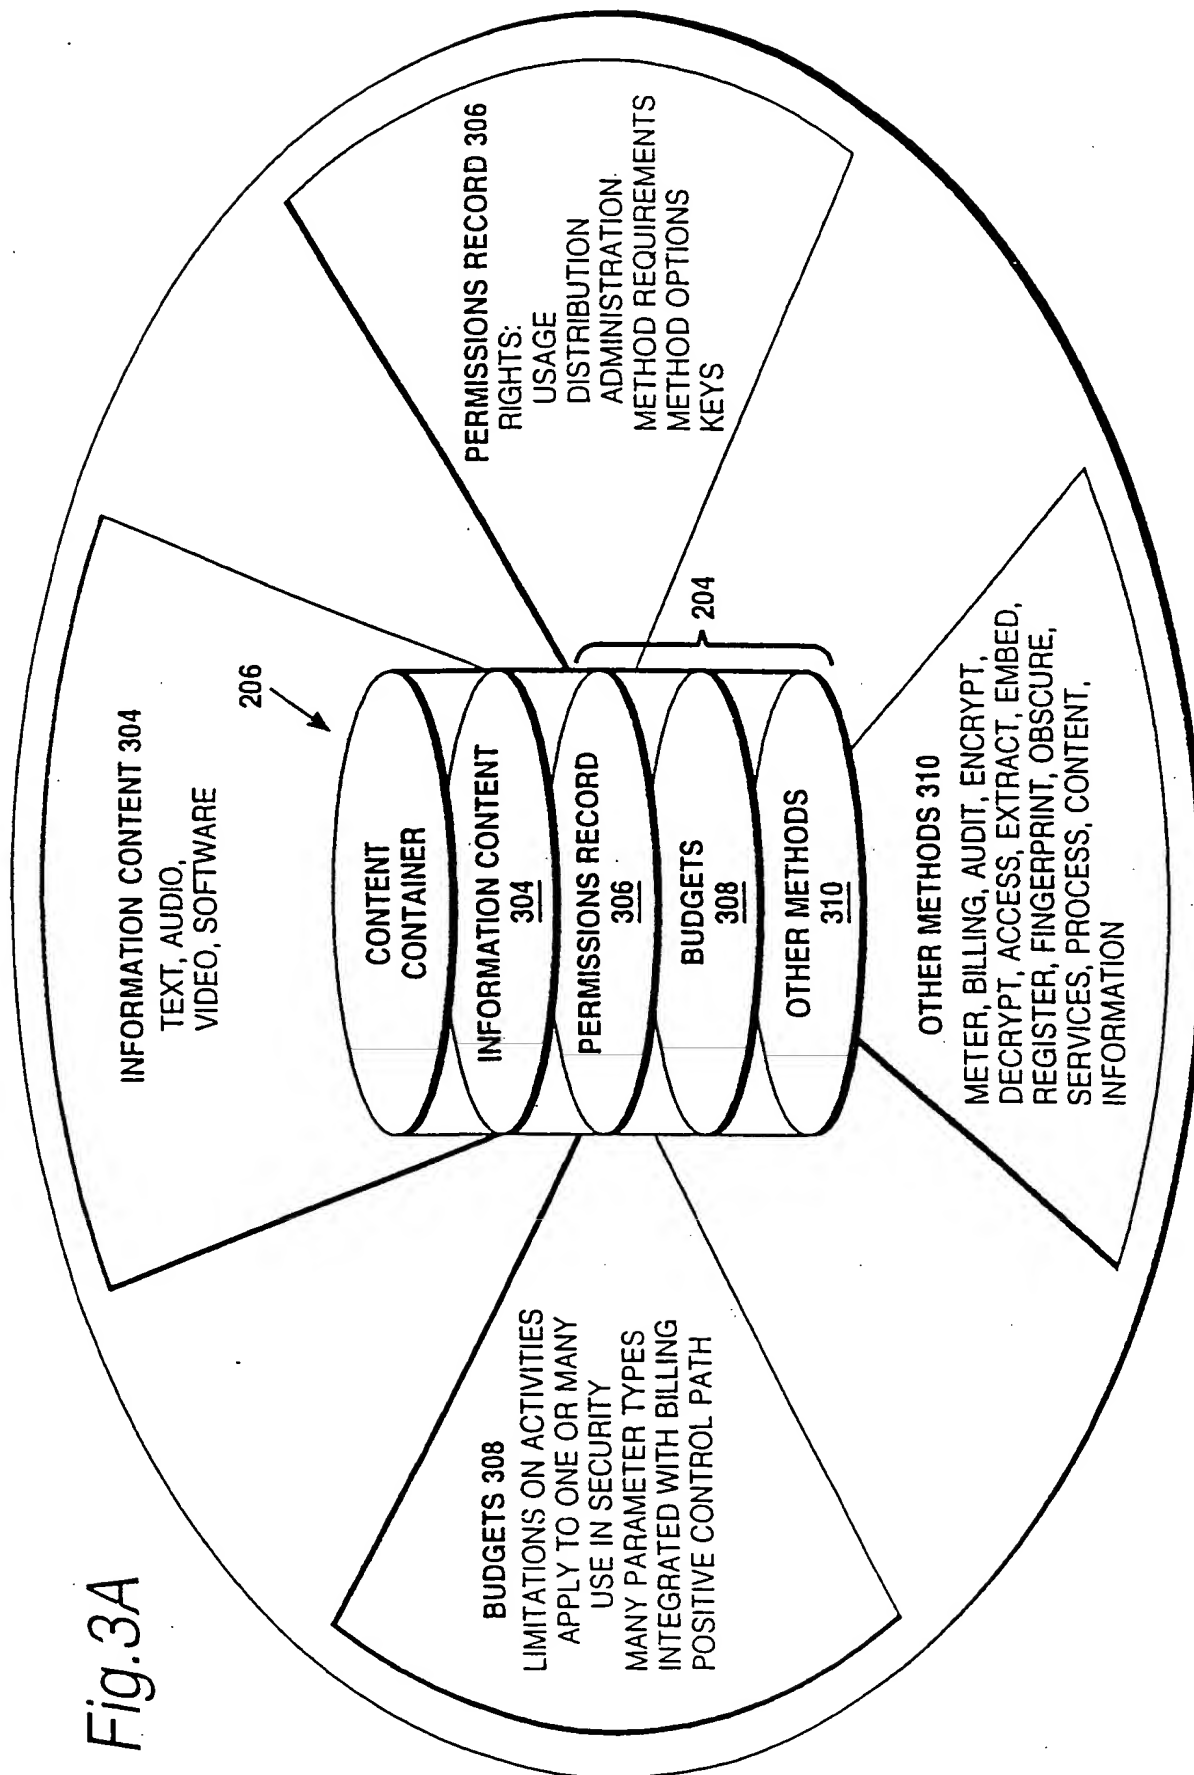 Fig.3A
INFORMATION CONTENT 304
TEXT, AUDIO,
VIDEO, SOFTWARE
206
CONTENT
CONTAINER
INFORMATION CONTENT
304
PERMISSIONS RECORD
306
BUDGETS
308
OTHER METHODS
310
204
BUDGETS 308
LIMITATIONS ON ACTIVITIES
APPLY TO ONE OR MANY
USE IN SECURITY
MANY PARAMETER TYPES
INTEGRATED WITH BILLING
POSITIVE CONTROL PATH
PERMISSIONS RECORD 306
RIGHTS:
USAGE
DISTRIBUTION
ADMINISTRATION
METHOD REQUIREMENTS
METHOD OPTIONS
KEYS
OTHER METHODS 310
METER, BILLING, AUDIT, ENCRYPT,
DECRYPT, ACCESS, EXTRACT, EMBED,
REGISTER, FINGERPRINT, OBSCURE,
SERVICES, PROCESS, CONTENT,
INFORMATION